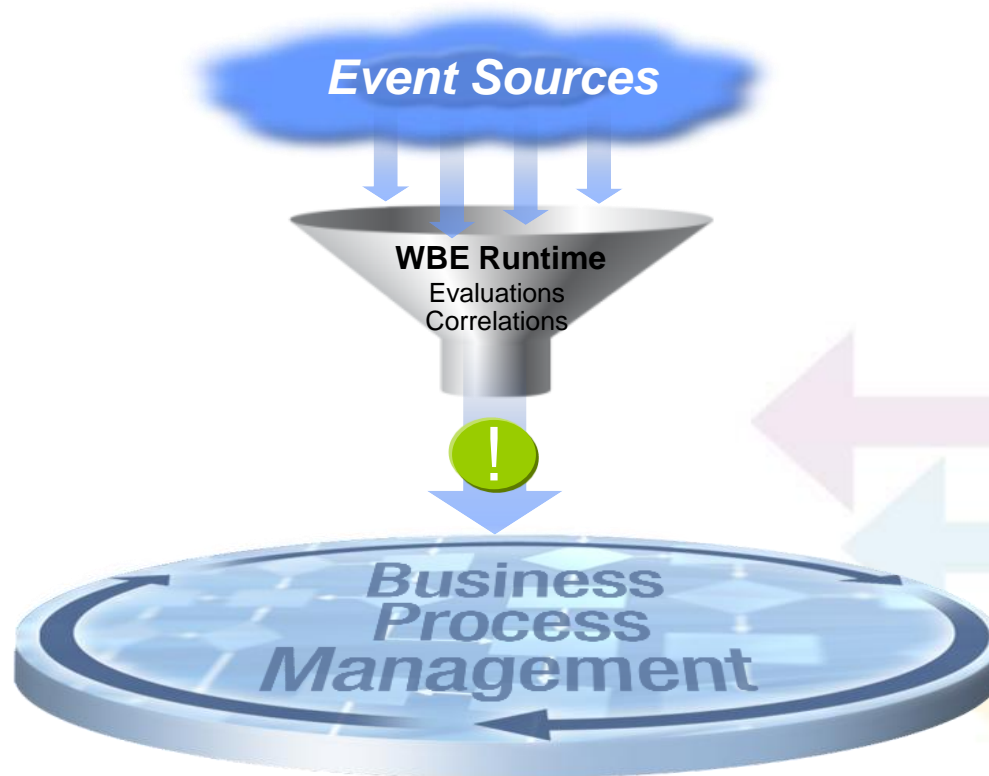 Event Sources
WBE Runtime
Evaluations
Correlations
!
Business
Process
Management